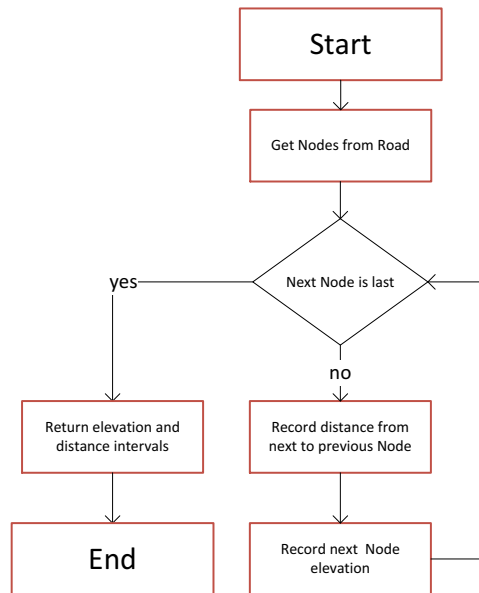 Start
Get Nodes from Road
Next Node is last
yes
no
Return elevation and
distance intervals
Record distance from
next to previous Node
End
Record next Node
elevation